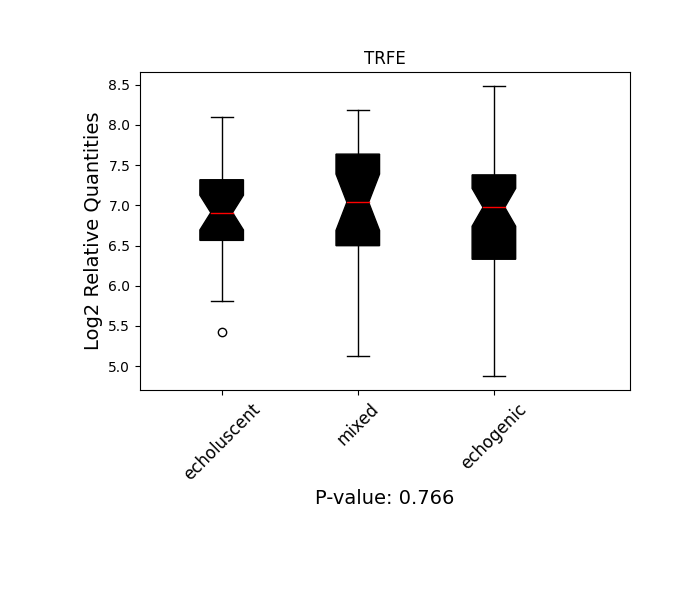 TRFE
Log2 Relative Quantities
8.5
8.0
7.5
7.0
6.5
6.0
5.5
5.0
echoluscent
mixed
echogenic
P-value: 0.766